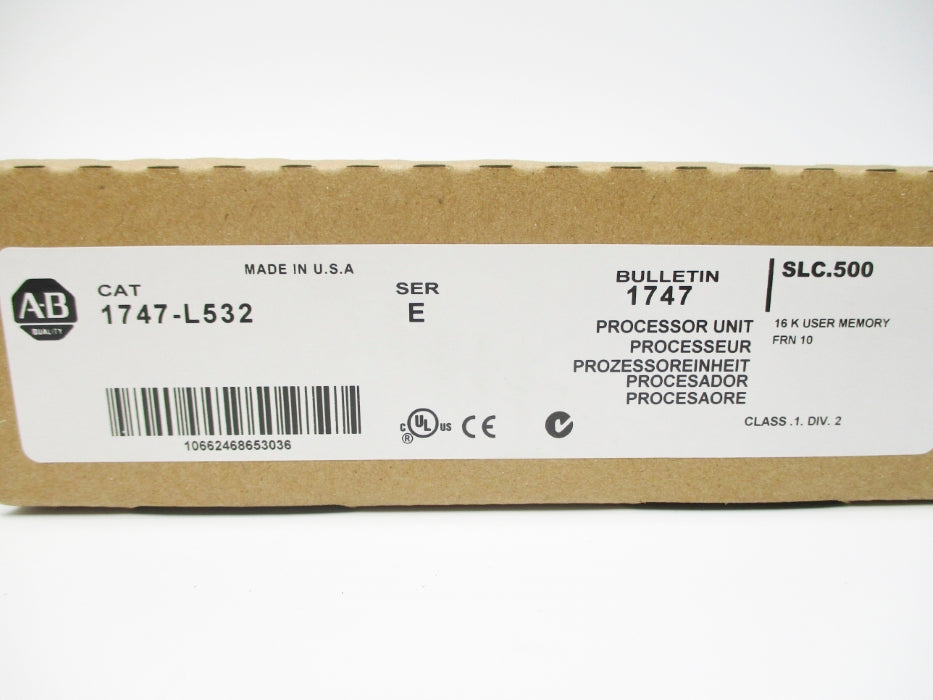 MADE IN U.S.A
A-B
QUALITY
CAT
1747-L532
SER
E
BULLETIN
1747
SLC.500
PROCESSOR UNIT
PROCESSEUR
PROZESSOREINHEIT
PROCESADOR
PROCESAORE
16 K USER MEMORY
FRN 10
10662468653036
C UL US
®
CE
CLASS .1. DIV. 2